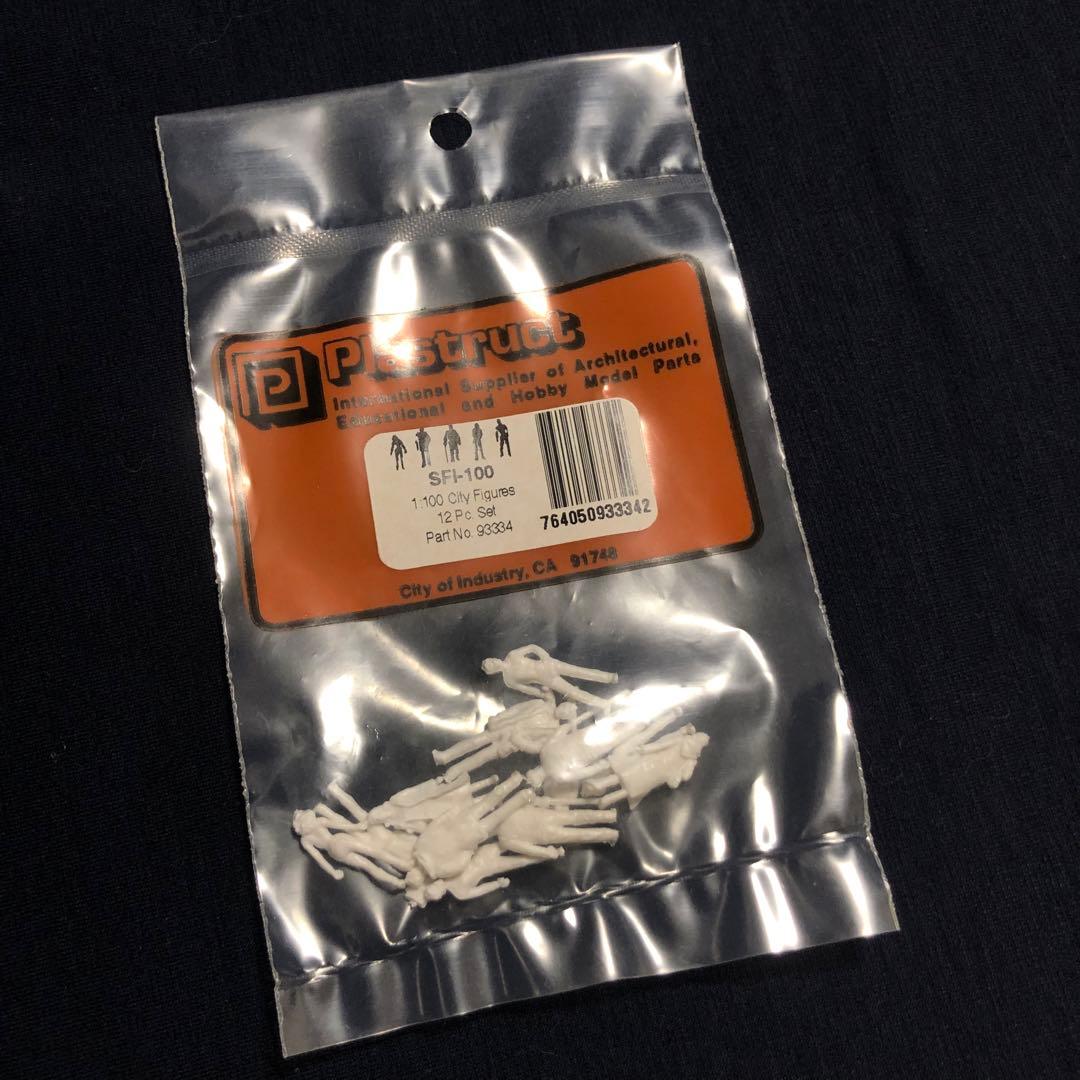 P Plastruct
International Supplier of Architectural,
Educational and Hobby Model Parts
SFI-100
1:100 City Figures
12 Pc. Set
Part No. 93334
764050933342
City of Industry, CA 91748